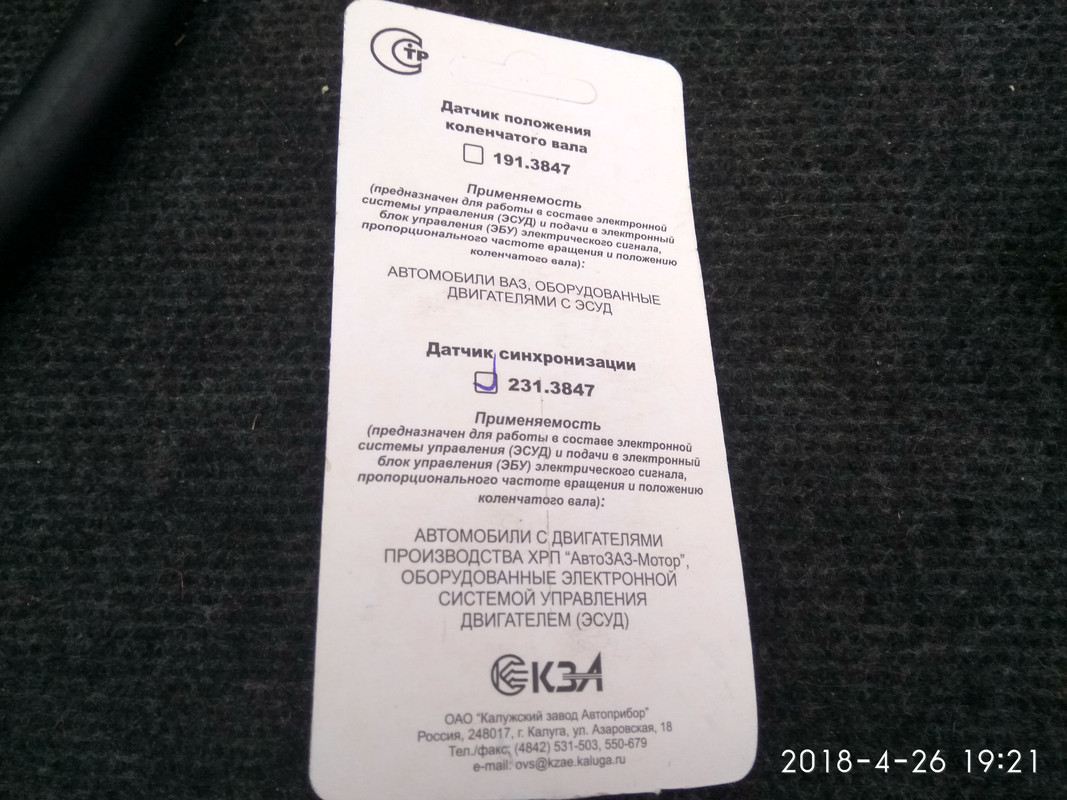 СТР
Датчик положения
коленчатого вала
191.3847
Применяемость
(предназначен для работы в составе электронной
системы управления (ЭСУД) и подачи в электронный
блок управления (ЭБУ) электрического сигнала,
пропорционального частоте вращения и положению
коленчатого вала):
АВТОМОБИЛИ ВАЗ, ОБОРУДОВАННЫЕ
ДВИГАТЕЛЯМИ С ЭСУД
Датчик синхронизации
231.3847
Применяемость
(предназначен для работы в составе электронной
системы управления (ЭСУД) и подачи в электронный
блок управления (ЭБУ) электрического сигнала,
пропорционального частоте вращения и положению
коленчатого вала):
АВТОМОБИЛИ С ДВИГАТЕЛЯМИ
ПРОИЗВОДСТВА ХРП "АвтоЗАЗ-Мотор",
ОБОРУДОВАННЫЕ ЭЛЕКТРОННОЙ
СИСТЕМОЙ УПРАВЛЕНИЯ
ДВИГАТЕЛЕМ (ЭСУД)
КЗА
ОАО "Калужский завод Автоприбор"
Россия, 248017, г. Калуга, ул. Азаровская, 18
Тел./факс: (4842) 531-503, 550-679
e-mail: ovs@kzae.kaluga.ru
2018-4-26 19:21